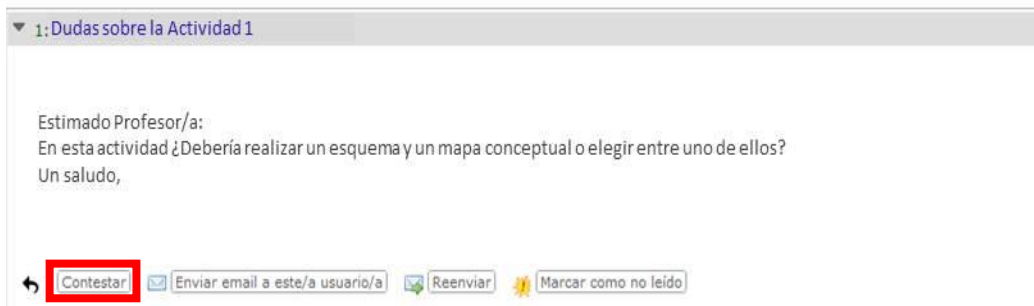 1: Dudas sobre la Actividad 1
Estimado Profesor/a:
En esta actividad ¿Debería realizar un esquema y un mapa conceptual o elegir entre uno de ellos?
Un saludo,
Contestar Enviar email a este/a usuario/a Reenviar Marcar como no leído